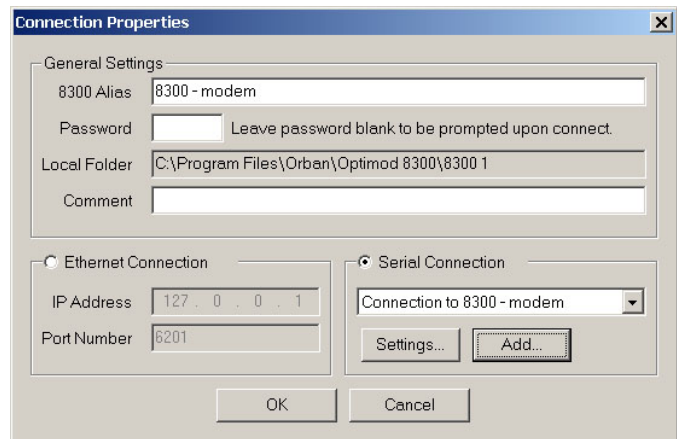 Connection Properties
General Settings
8300 Alias 8300 - modem
Password Leave password blank to be prompted upon connect.
Local Folder C:\Program Files\Orban\Optimod 8300\8300 1
Comment
Ethernet Connection
IP Address 127 . 0 . 0 . 1
Port Number 6201
Serial Connection
Connection to 8300 - modem
Settings... Add...
OK Cancel